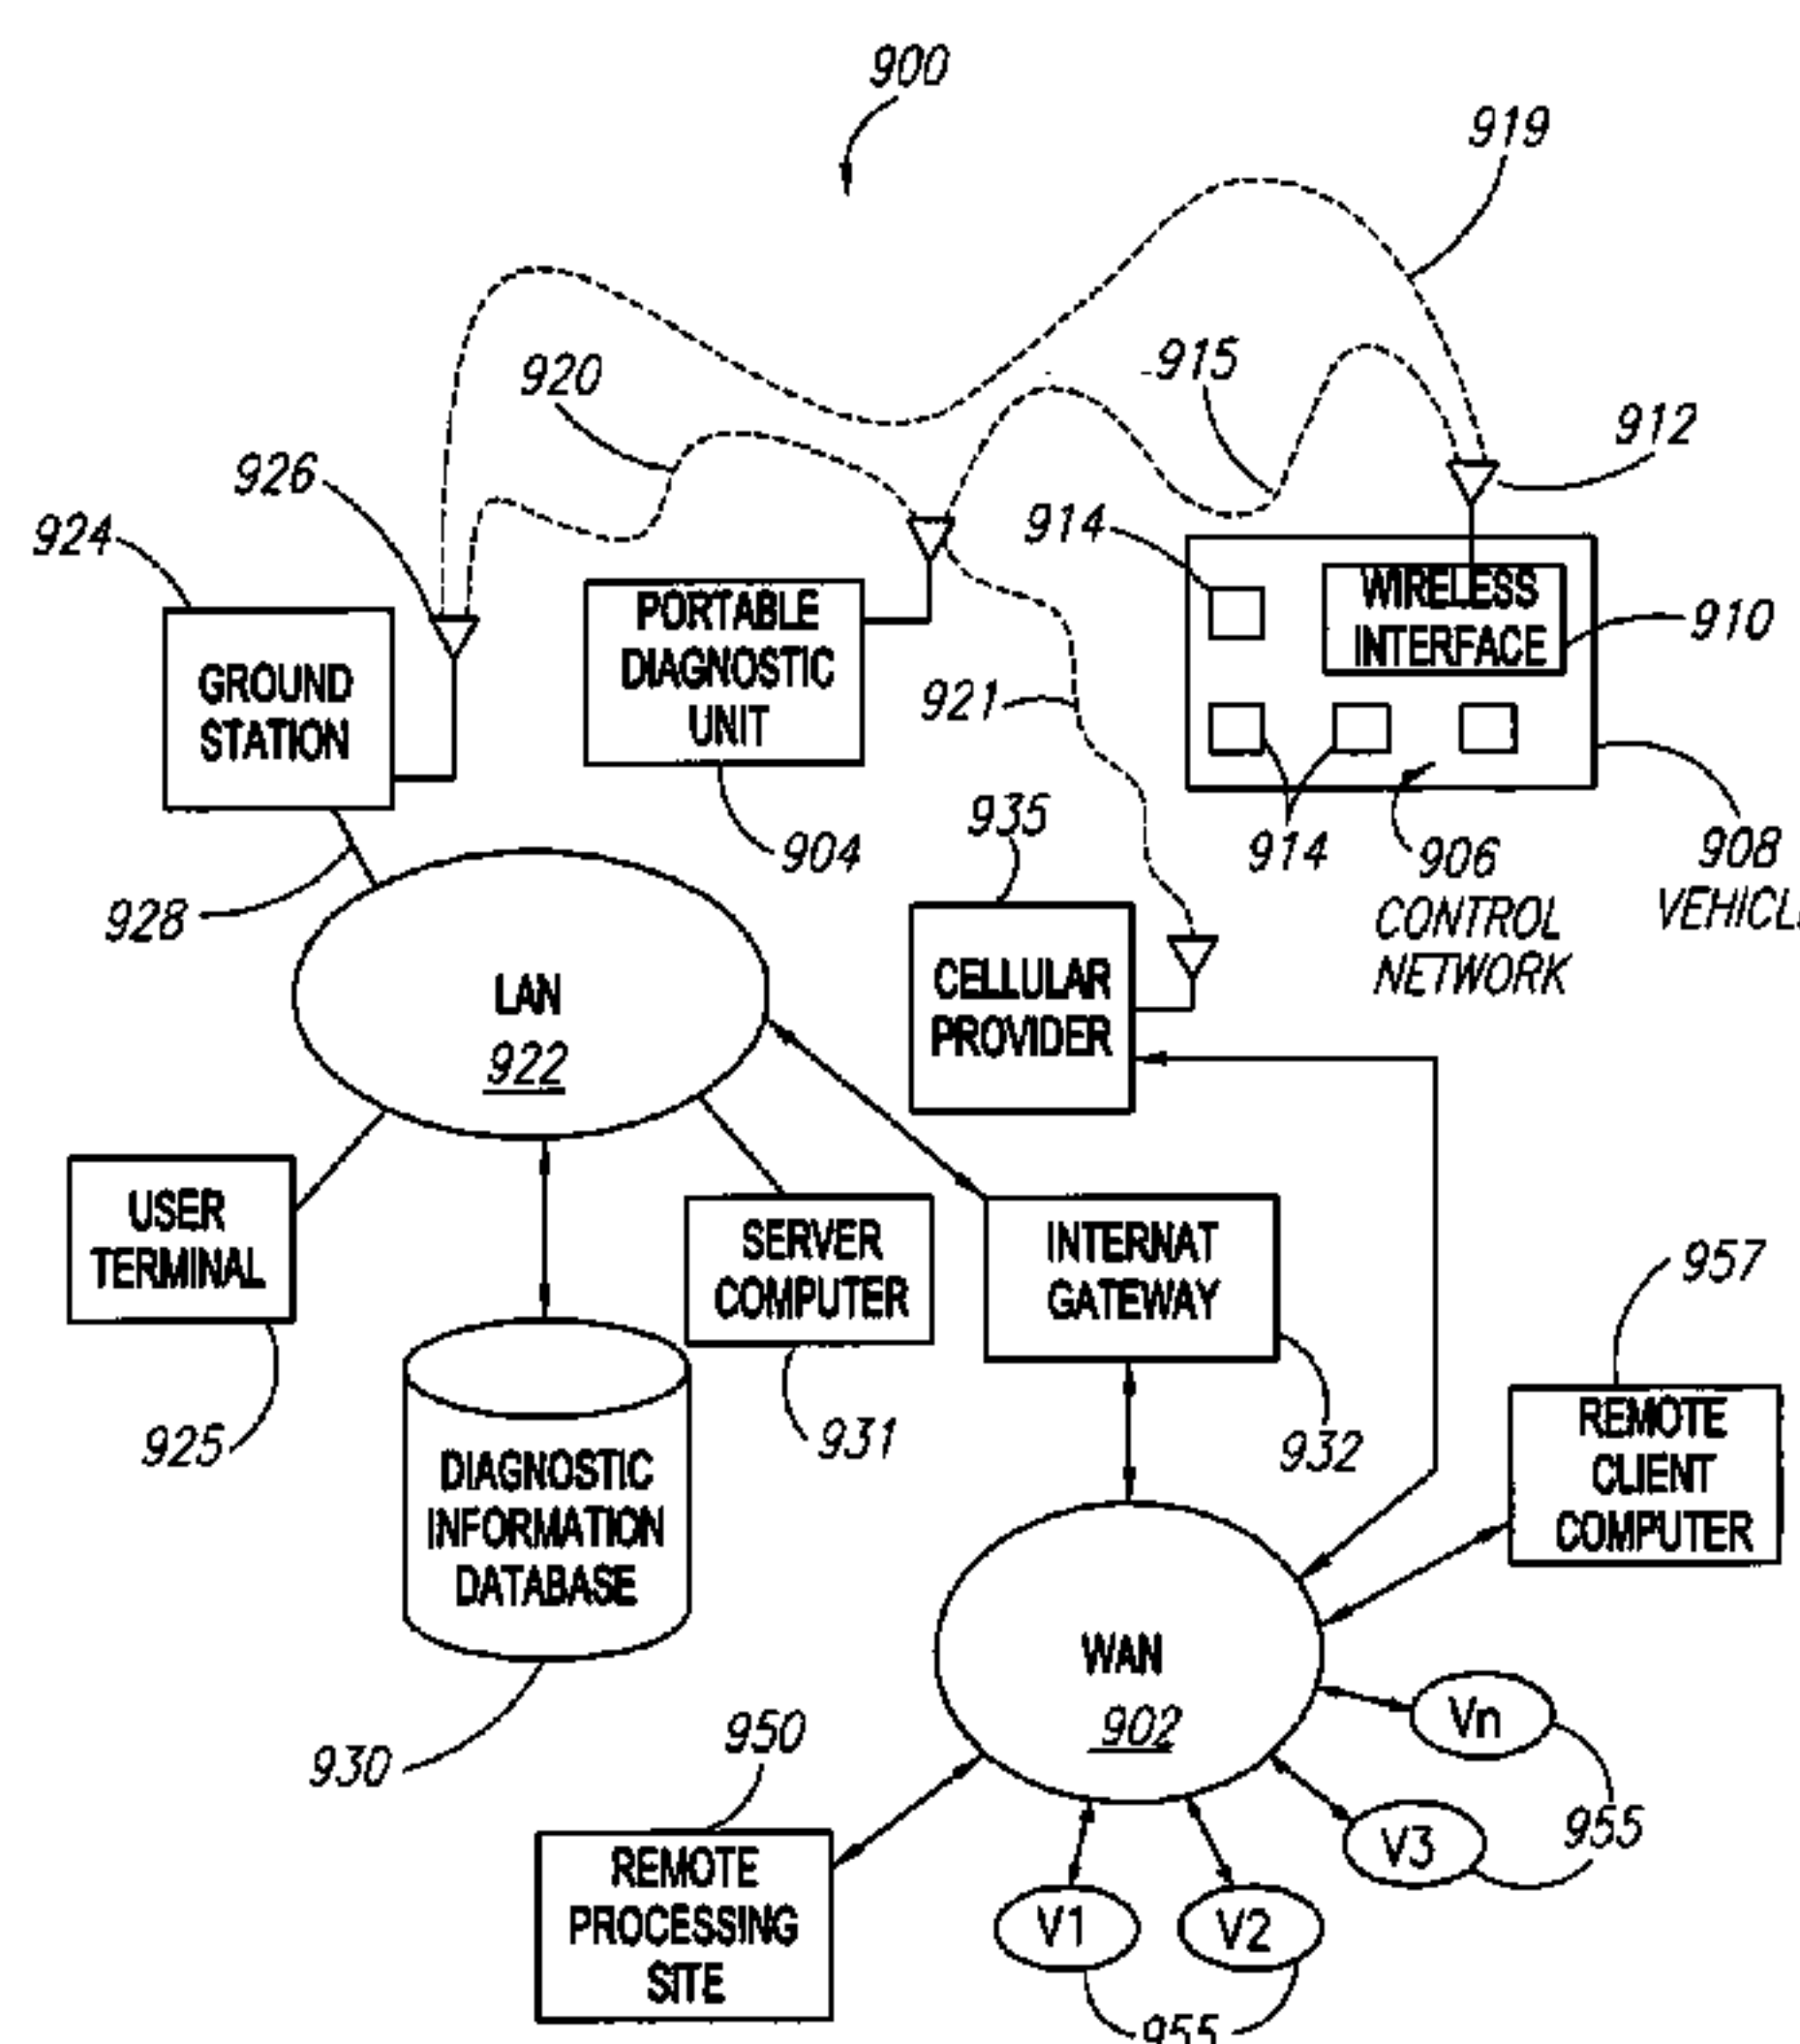 900
919
920
915
912
926
924
914
WIRELESS
INTERFACE
910
PORTABLE
DIAGNOSTIC
UNIT
GROUND
STATION
921
935
904
914
906
CONTROL
NETWORK
908
928
CELLULAR
PROVIDER
LAN
922
USER
TERMINAL
SERVER
COMPUTER
INTERNAT
GATEWAY
957
925
931
932
REMOTE
CLIENT
COMPUTER
DIAGNOSTIC
INFORMATION
DATABASE
WAN
902
Vn
930
950
955
V3
REMOTE
PROCESSING
SITE
V1
V2
955